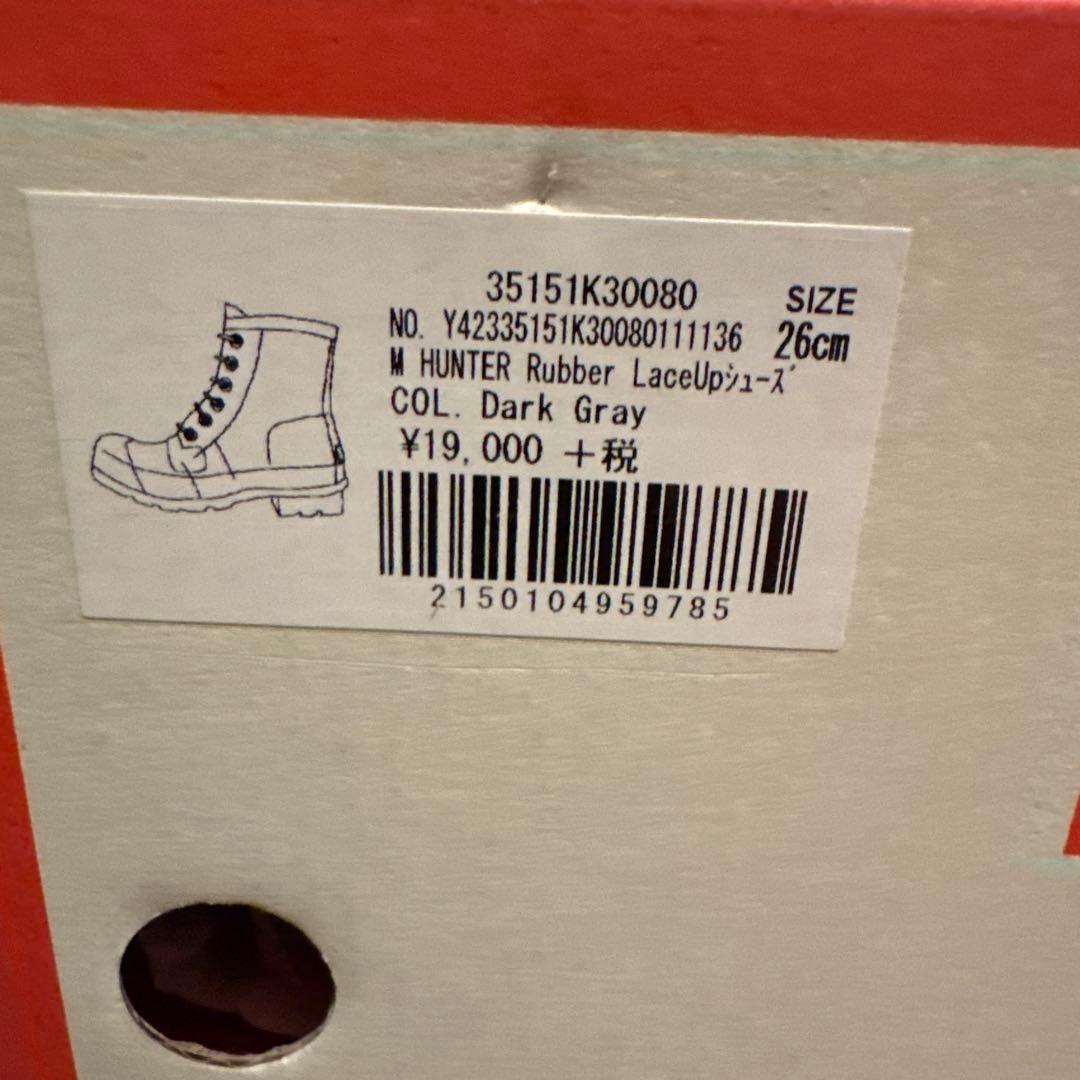 35151K30080
SIZE
NO. Y42335151K30080111136
26cm
M HUNTER Rubber LaceUpシューズ
COL. Dark Gray
¥19,000 +税
2150104959785